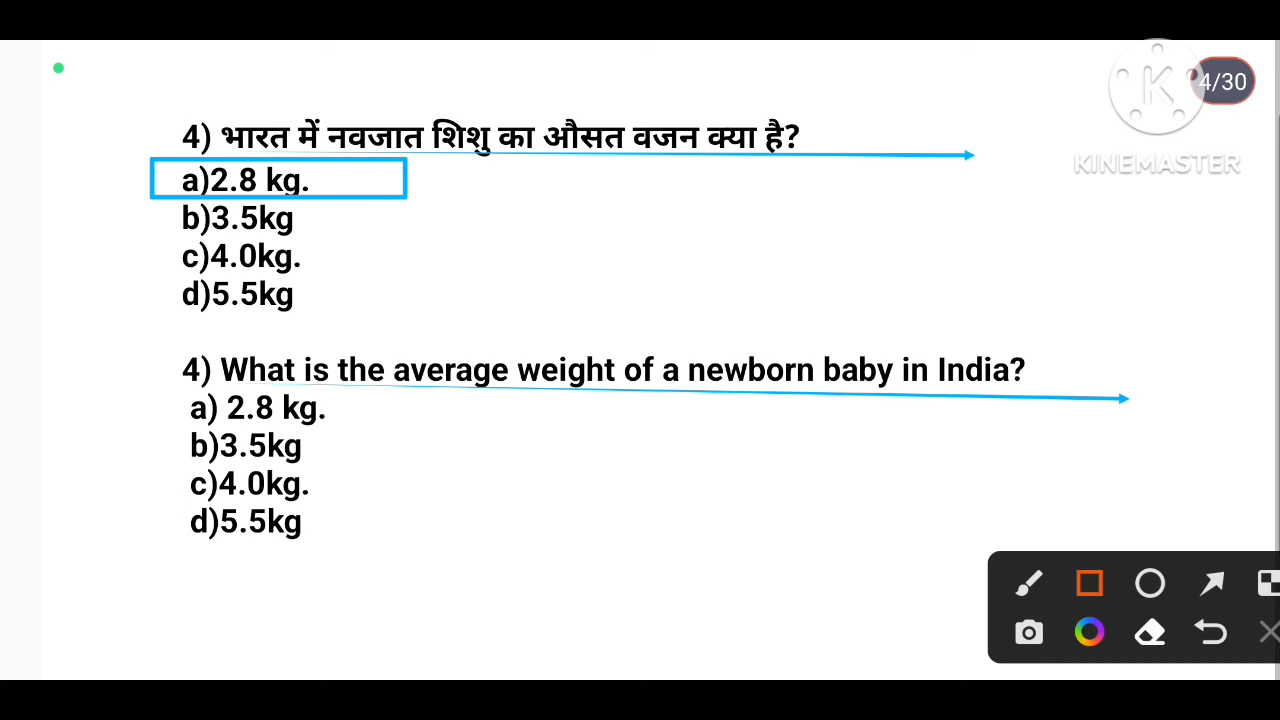 4/30
KINEMASTER
4) भारत में नवजात शिशु का औसत वजन क्या है?
a)2.8 kg.
b)3.5kg
c)4.0kg.
d)5.5kg
4) What is the average weight of a newborn baby in India?
a) 2.8 kg.
b)3.5kg
c)4.0kg.
d)5.5kg